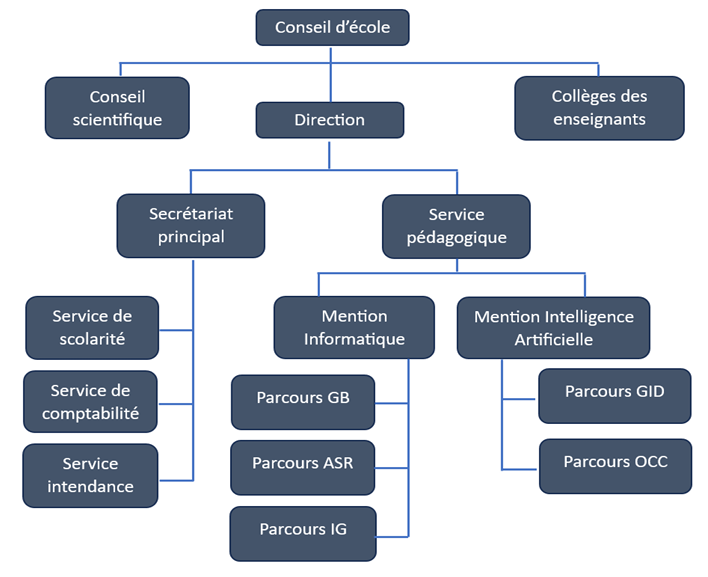 Conseil d'école
Conseil
scientifique
Direction
Collèges des
enseignants
Secrétariat
principal
Service
pédagogique
Service de
scolarité
Service de
comptabilité
Service
intendance
Mention
Informatique
Parcours GB
Parcours ASR
Parcours IG
Mention Intelligence
Artificielle
Parcours GID
Parcours OCC